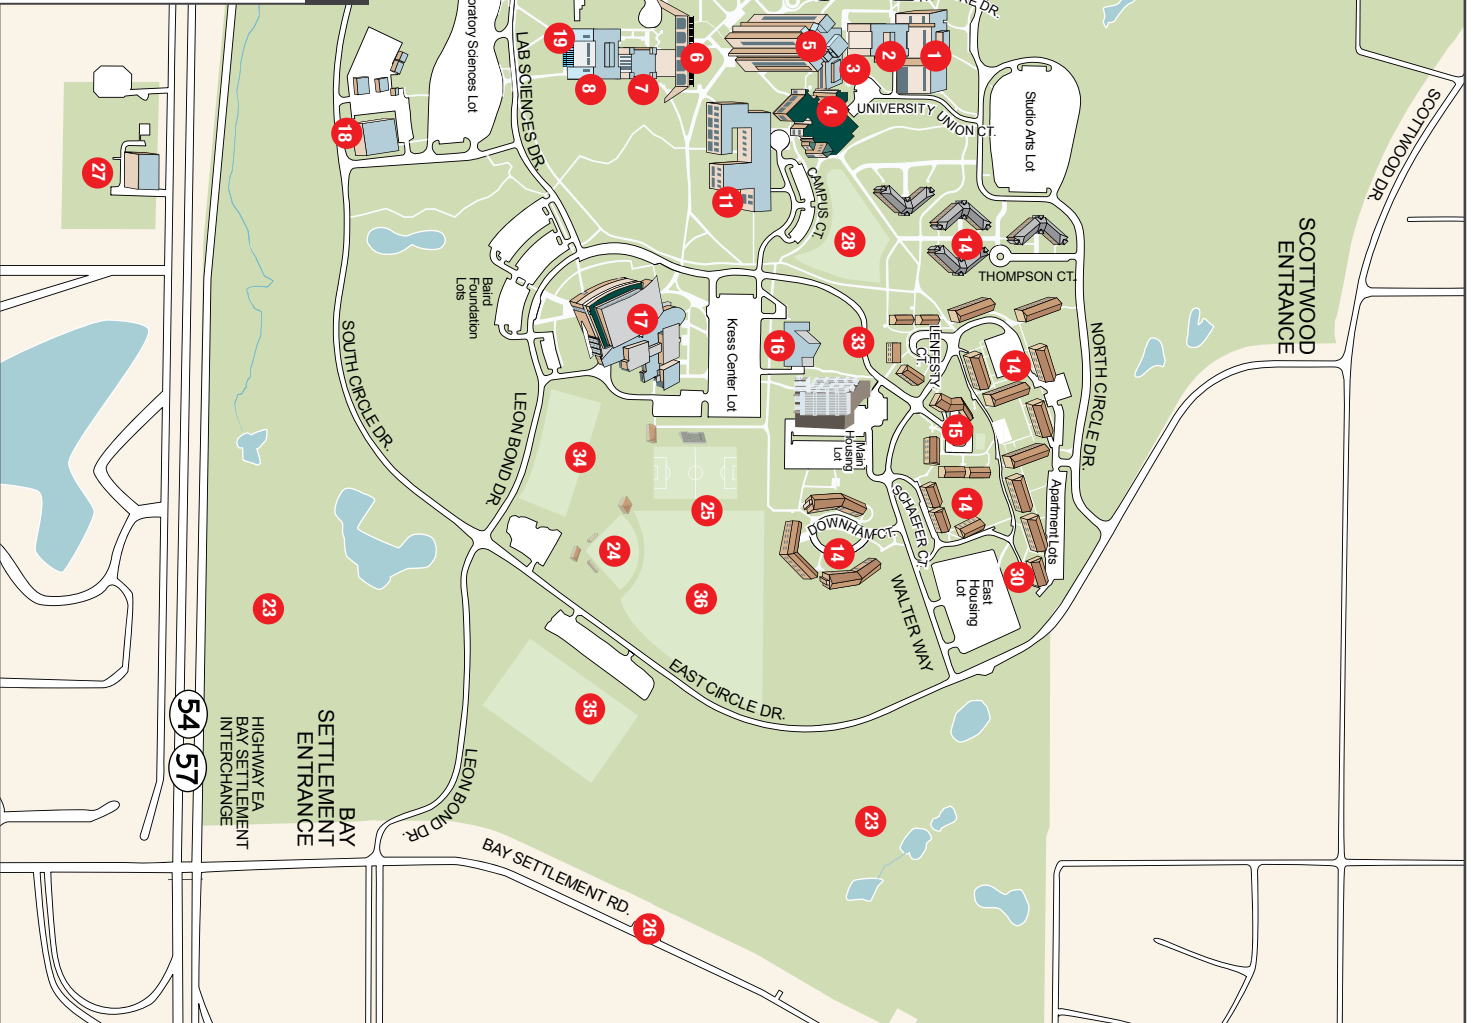 RE DR.
oratory Sciences Lot
LAB SCIENCES DR.
19
8
7
6
5
3
2
1
4
UNIVERSITY UNION CT.
Studio Arts Lot
SCOTTWOOD DR.
18
27
11
CAMPUS CT.
28
14
THOMPSON CT.
SCOTTWOOD
ENTRANCE
Baird
Foundation
Lots
17
Kress Center Lot
16
33
LIENFESTY
CT.
14
NORTH CIRCLE DR.
SOUTH CIRCLE DR.
LEON BOND DR.
34
15
Main
Housing
Lot
25
14
SCHAEFER CT.
Apartment Lots
DOWNHAM CT.
14
24
36
30
East
Housing
Lot
WALTER WAY
23
EAST CIRCLE DR.
35
54
57
HIGHWAY EA
BAY SETTLEMENT
INTERCHANGE
BAY
SETTLEMENT
ENTRANCE
LEON BOND DR.
23
BAY SETTLEMENT RD.
26